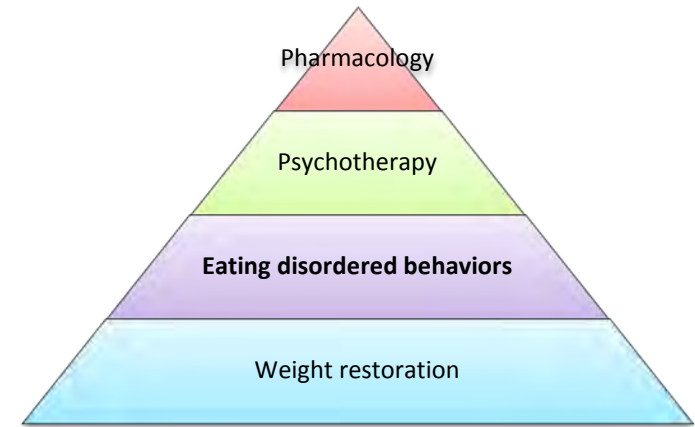 Pharmacology
Psychotherapy
Eating disordered behaviors
Weight restoration